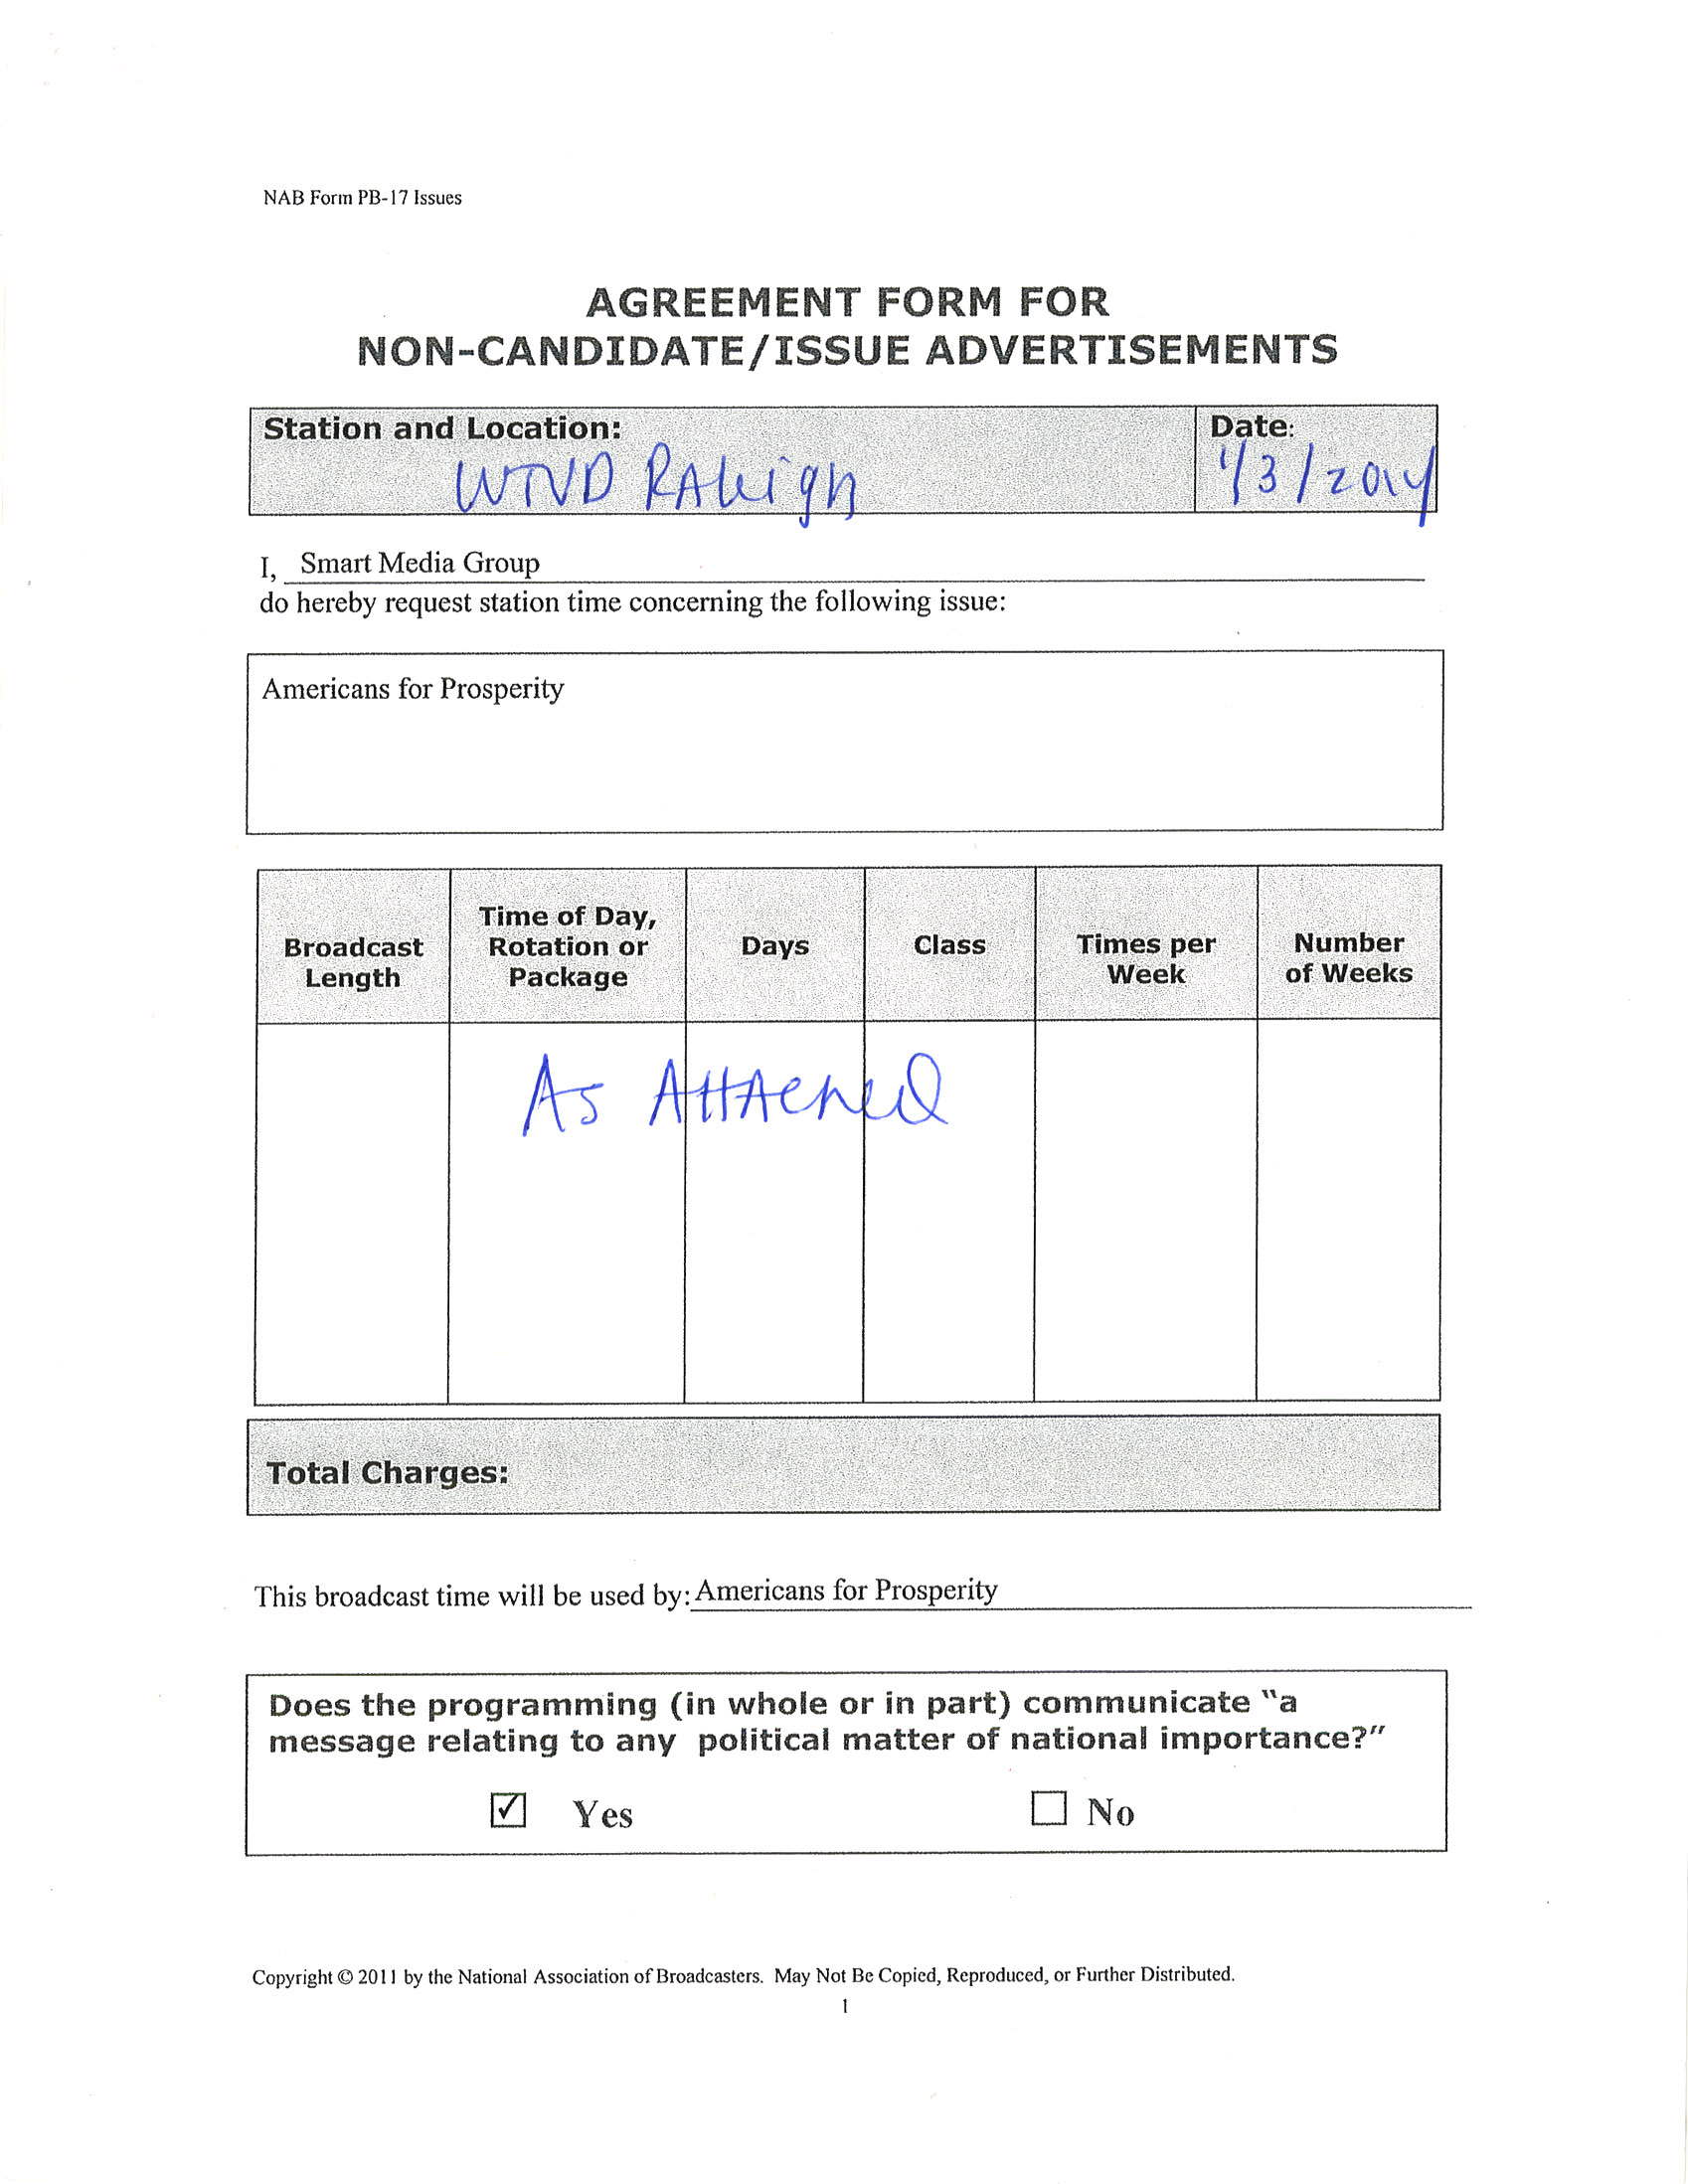 NAB Form PB-17 Issues
AGREEMENT FORM FOR
NON-CANDIDATE/ISSUE ADVERTISEMENTS
Station and Location:
WTVD RAleigh
Date:
1/3/2014
I, Smart Media Group
do hereby request station time concerning the following issue:
Americans for Prosperity
Broadcast Length
Time of Day, Rotation or Package
Days
Class
Times per Week
Number of Weeks
As AttAched
Total Charges:
This broadcast time will be used by: Americans for Prosperity
Does the programming (in whole or in part) communicate "a
message relating to any political matter of national importance?"
☑ Yes
☐ No
Copyright © 2011 by the National Association of Broadcasters. May Not Be Copied, Reproduced, or Further Distributed.
1